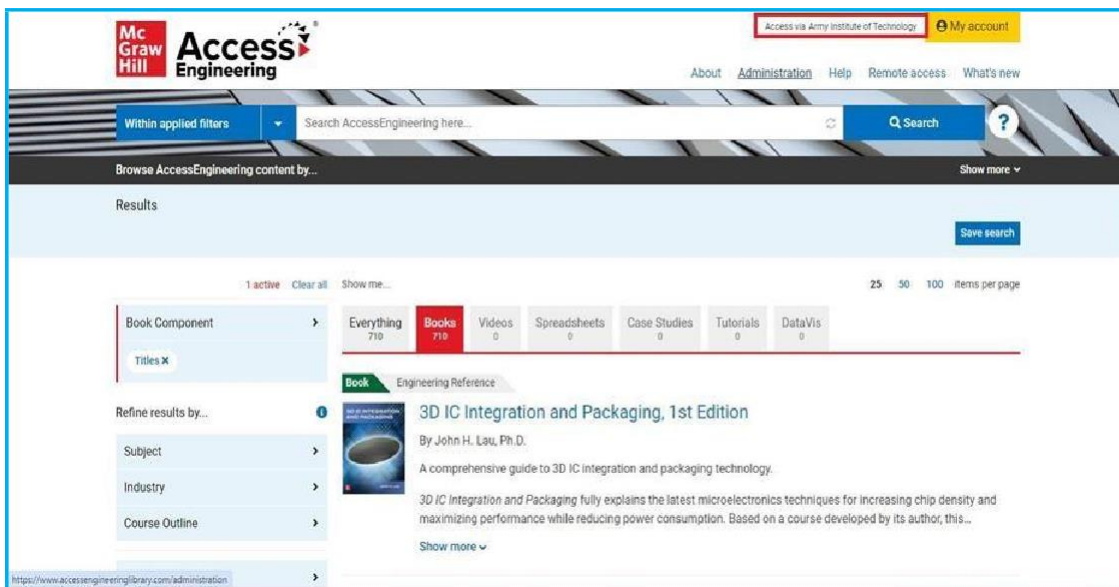 Mc
Graw
Hill
Access
Engineering
Access via Army Institute of Technology
My account
About Administration Help Remote access What's new
Within applied filters Search AccessEngineering here... Search ?
Browse AccessEngineering content by... Show more
Results
Save search
1 active Clear all Show me... 25 50 100 items per page
Book Component
Titles x
Everything Books Videos Spreadsheets Case Studies Tutorials DataVis
710 710 0 0 0 0 0
Book Engineering Reference
Refine results by...
3D IC INTEGRATION
AND PACKAGING
3D IC Integration and Packaging, 1st Edition
By John H. Lau, Ph.D.
Subject
A comprehensive guide to 3D IC integration and packaging technology.
Industry
3D IC Integration and Packaging fully explains the latest microelectronics techniques for increasing chip density and
Course Outline
maximizing performance while reducing power consumption. Based on a course developed by its author, this...
Show more
https://www.accessengineeringlibrary.com/administration